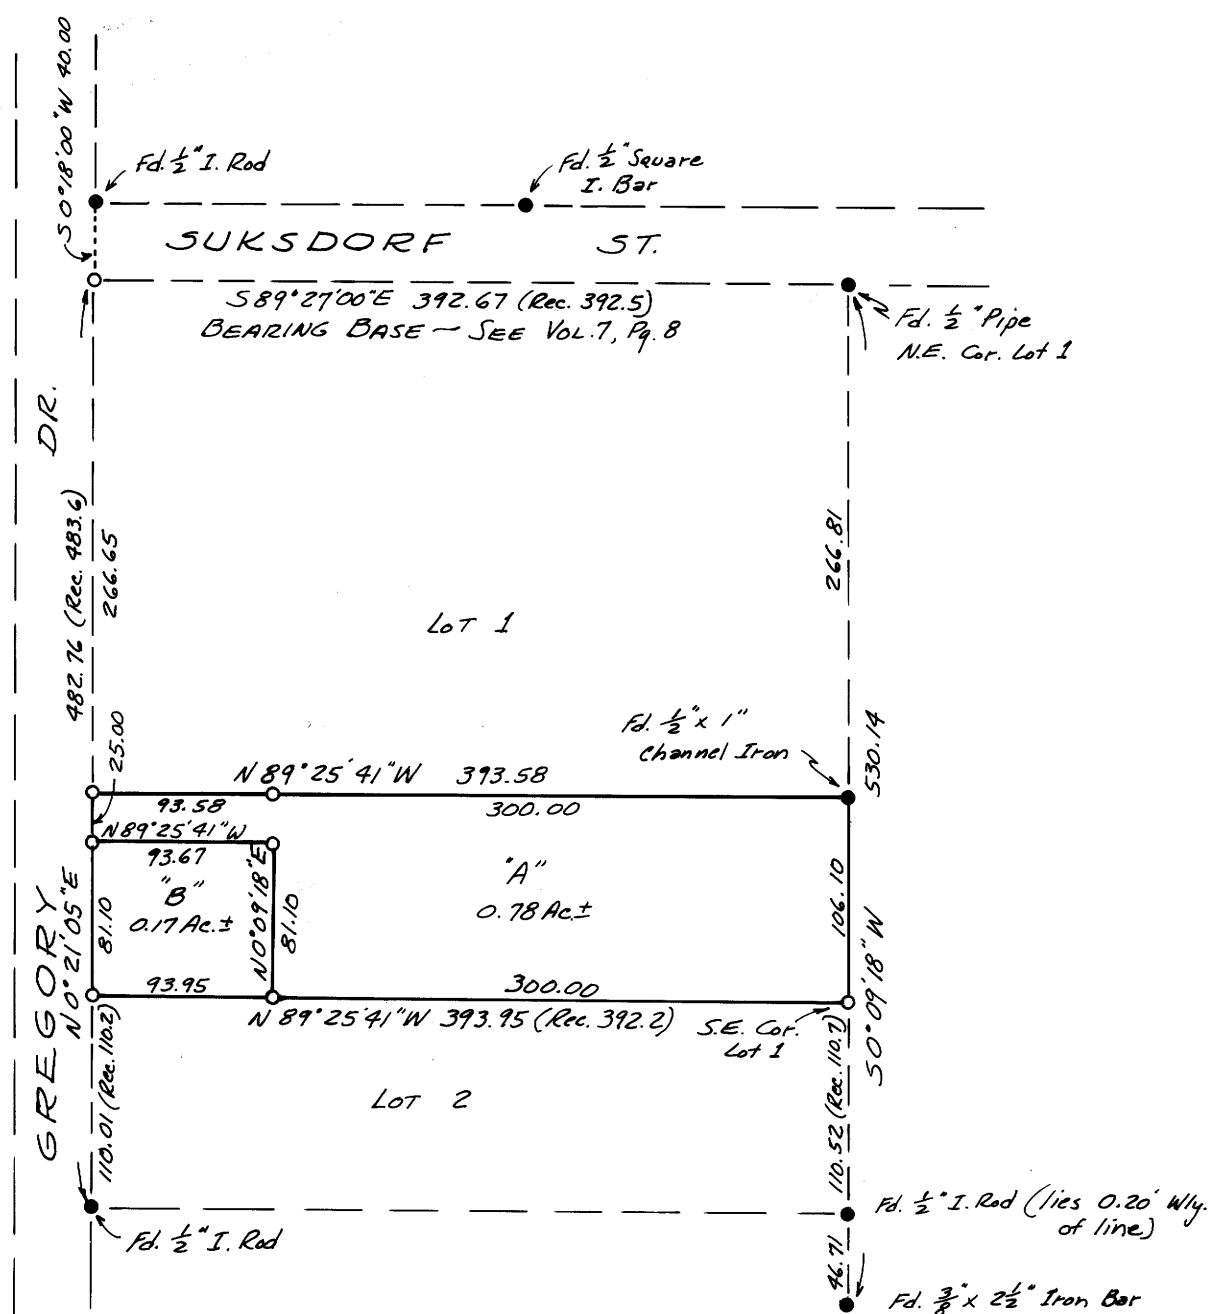 S 0°18'00"W 40.00
Fd. 1/2" I. Rod
Fd. 1/2" Square
I. Bar
SUKSDORF ST.
S 89°27'00"E 392.67 (Rec. 392.5)
BEARING BASE ~ SEE VOL. 7, Pg. 8
Fd. 1/2" Pipe
N.E. Cor. Lot 1
GREGORY DR.
482.76 (Rec. 483.6)
266.65
266.81
LOT 1
25.00
Fd. 1/2" x 1"
Channel Iron
530.14
N 89°25'41"W 393.58
93.58
300.00
N 89°25'41"W
93.67
"B"
0.17 Ac.±
N 0°09'18"E
81.10
"A"
0.78 Ac.±
106.10
N 0°21'05"E
81.10
93.95
300.00
N 89°25'41"W 393.95 (Rec. 392.2)
S.E. Cor.
Lot 1
S 0°09'18"W
110.01 (Rec. 110.2)
LOT 2
110.52 (Rec. 110.7)
Fd. 1/2" I. Rod
Fd. 1/2" I. Rod (lies 0.20' Wly.
of line)
46.71
Fd. 3/8" x 2 1/2" Iron Bar